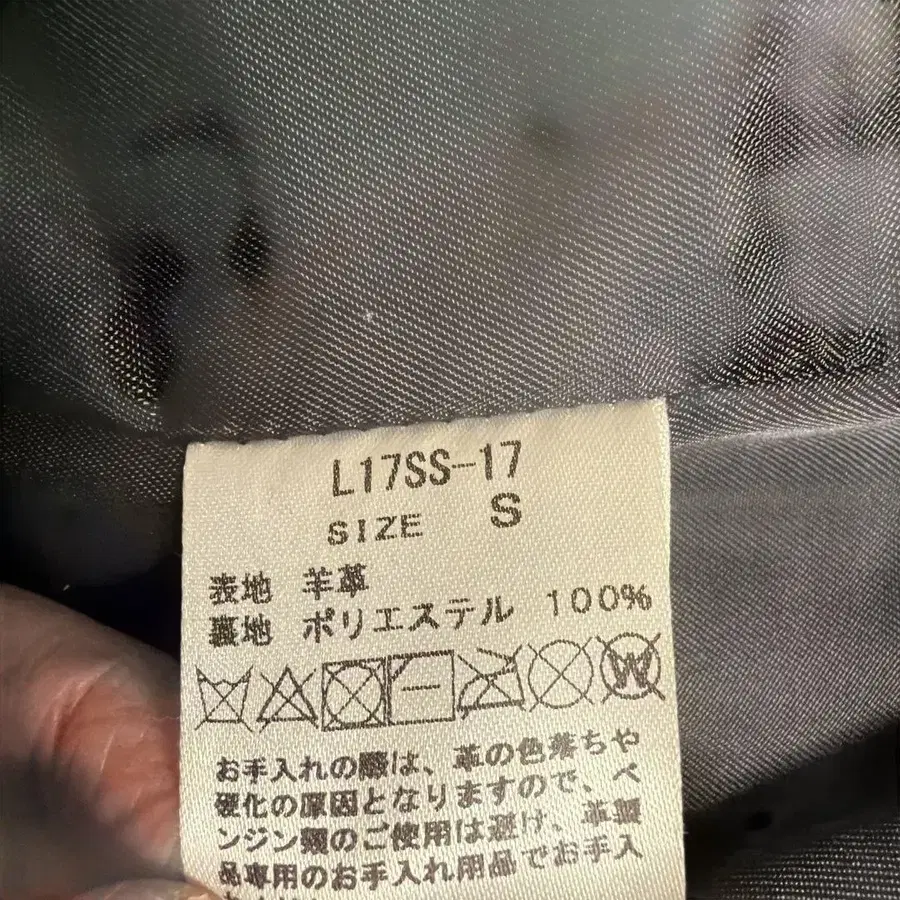 L17SS-17
SIZE S
表地 羊革
裏地 ポリエステル 100%
W
お手入れの際は、革の色落ちや
硬化の原因となりますので、ベ
ンジン類のご使用は避け、革製
品専用のお手入れ用品でお手入